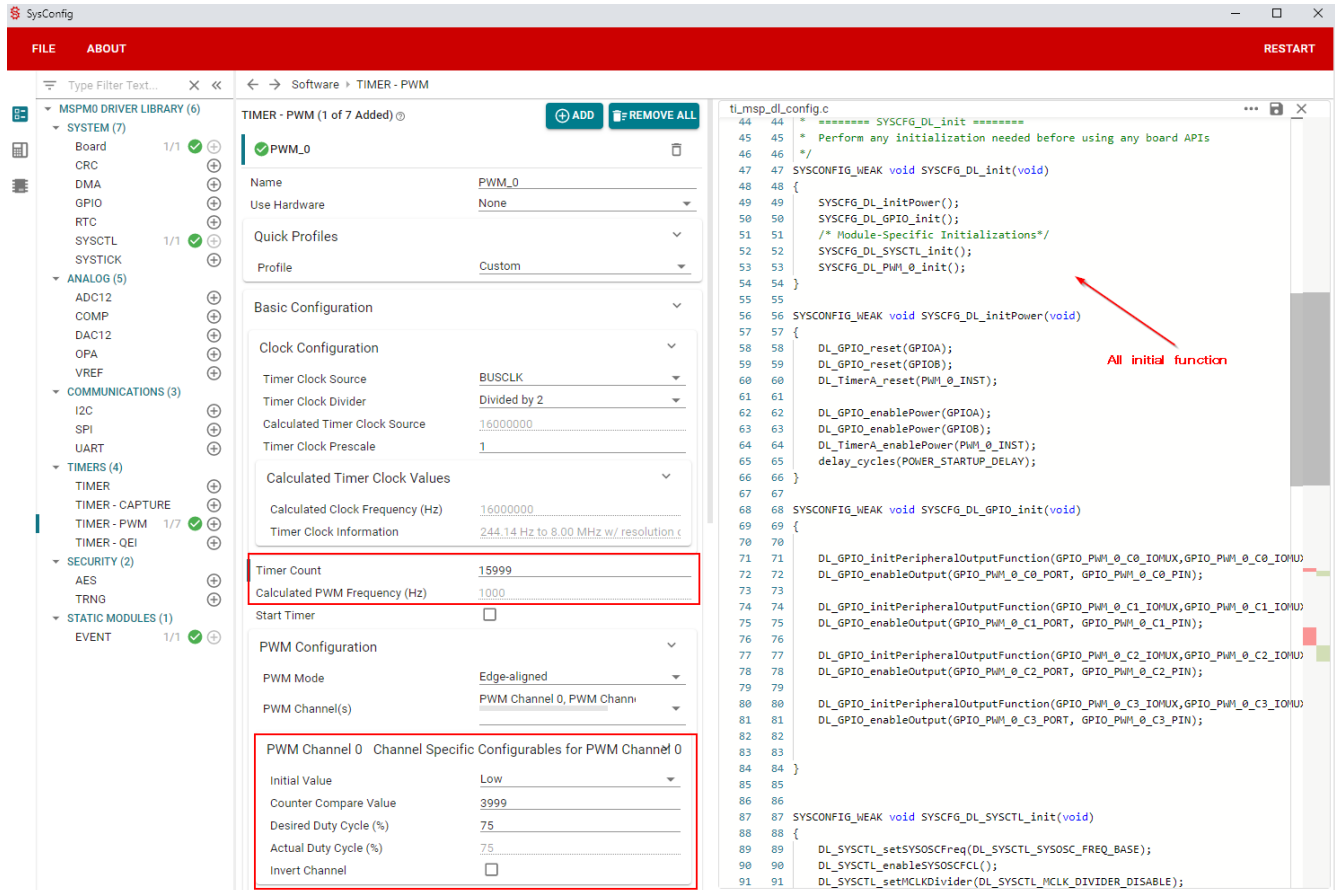 SysConfig
FILE ABOUT RESTART
Type Filter Text...
MSPM0 DRIVER LIBRARY (6)
SYSTEM (7)
Board 1/1
CRC
DMA
GPIO
RTC
SYSCTL 1/1
SYSTICK
ANALOG (5)
ADC12
COMP
DAC12
OPA
VREF
COMMUNICATIONS (3)
I2C
SPI
UART
TIMERS (4)
TIMER
TIMER - CAPTURE
TIMER - PWM 1/7
TIMER - QEI
SECURITY (2)
AES
TRNG
STATIC MODULES (1)
EVENT 1/1
Software TIMER - PWM
TIMER - PWM (1 of 7 Added) ADD REMOVE ALL
PWM_0
Name PWM_0
Use Hardware None
Quick Profiles
Profile Custom
Basic Configuration
Clock Configuration
Timer Clock Source BUSCLK
Timer Clock Divider Divided by 2
Calculated Timer Clock Source 16000000
Timer Clock Prescale 1
Calculated Timer Clock Values
Calculated Clock Frequency (Hz) 16000000
Timer Clock Information 244.14 Hz to 8.00 MHz w/ resolution c
Timer Count 15999
Calculated PWM Frequency (Hz) 1000
Start Timer
PWM Configuration
PWM Mode Edge-aligned
PWM Channel(s) PWM Channel 0, PWM Chann
PWM Channel 0 Channel Specific Configurables for PWM Channel 0
Initial Value Low
Counter Compare Value 3999
Desired Duty Cycle (%) 75
Actual Duty Cycle (%) 75
Invert Channel
ti_msp_dl_config.c
44 44 * ======== SYSCFG_DL_init ========
45 45 * Perform any initialization needed before using any board APIs
46 46 */
47 47 SYSCONFIG_WEAK void SYSCFG_DL_init(void)
48 48 {
49 49 SYSCFG_DL_initPower();
50 50 SYSCFG_DL_GPIO_init();
51 51 /* Module-Specific Initializations*/
52 52 SYSCFG_DL_SYSCTL_init();
53 53 SYSCFG_DL_PWM_0_init();
54 54 }
55 55
56 56 SYSCONFIG_WEAK void SYSCFG_DL_initPower(void)
57 57 {
58 58 DL_GPIO_reset(GPIOA);
59 59 DL_GPIO_reset(GPIOB);
60 60 DL_TimerA_reset(PWM_0_INST);
61 61
62 62 DL_GPIO_enablePower(GPIOA);
63 63 DL_GPIO_enablePower(GPIOB);
64 64 DL_TimerA_enablePower(PWM_0_INST);
65 65 delay_cycles(POWER_STARTUP_DELAY);
66 66 }
67 67
68 68 SYSCONFIG_WEAK void SYSCFG_DL_GPIO_init(void)
69 69 {
70 70
71 71 DL_GPIO_initPeripheralOutputFunction(GPIO_PWM_0_C0_IOMUX,GPIO_PWM_0_C0_IOMUX
72 72 DL_GPIO_enableOutput(GPIO_PWM_0_C0_PORT, GPIO_PWM_0_C0_PIN);
73 73
74 74 DL_GPIO_initPeripheralOutputFunction(GPIO_PWM_0_C1_IOMUX,GPIO_PWM_0_C1_IOMUX
75 75 DL_GPIO_enableOutput(GPIO_PWM_0_C1_PORT, GPIO_PWM_0_C1_PIN);
76 76
77 77 DL_GPIO_initPeripheralOutputFunction(GPIO_PWM_0_C2_IOMUX,GPIO_PWM_0_C2_IOMUX
78 78 DL_GPIO_enableOutput(GPIO_PWM_0_C2_PORT, GPIO_PWM_0_C2_PIN);
79 79
80 80 DL_GPIO_initPeripheralOutputFunction(GPIO_PWM_0_C3_IOMUX,GPIO_PWM_0_C3_IOMUX
81 81 DL_GPIO_enableOutput(GPIO_PWM_0_C3_PORT, GPIO_PWM_0_C3_PIN);
82 82
83 83
84 84 }
85 85
86 86
87 87 SYSCONFIG_WEAK void SYSCFG_DL_SYSCTL_init(void)
88 88 {
89 89 DL_SYSCTL_setSYSOSCFreq(DL_SYSCTL_SYSOSC_FREQ_BASE);
90 90 DL_SYSCTL_enableSYSOSCFCL();
91 91 DL_SYSCTL_setMCLKDivider(DL_SYSCTL_MCLK_DIVIDER_DISABLE);
All initial function